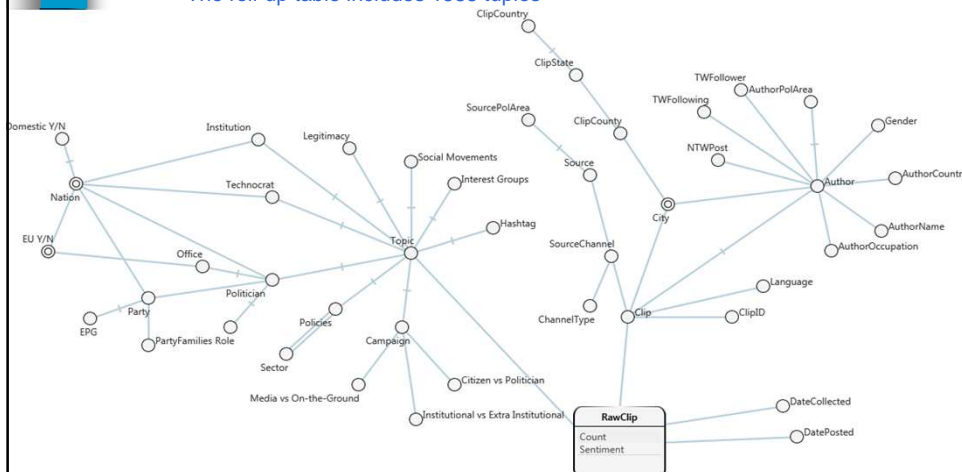 The roll-up table includes 1385 tuples
ClipCountry
ClipState
TWFollower
AuthorPolArea
SourcePolArea
TWFollowing
Domestic Y/N
Institution
Legitimacy
ClipCounty
Gender
Social Movements
Source
NTWPost
Technocrat
Interest Groups
AuthorCountr
Nation
Author
City
Hashtag
AuthorName
EU Y/N
Topic
SourceChannel
AuthorOccupation
Office
Politician
Language
Party
Policies
ChannelType
Clip
ClipID
EPG
PartyFamilies Role
Campaign
Sector
Citizen vs Politician
Media vs On-the-Ground
Institutional vs Extra Institutional
RawClip
DateCollected
Count
DatePosted
Sentiment